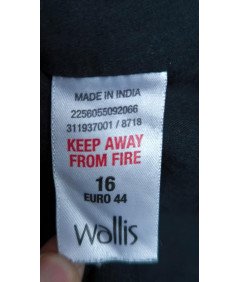 MADE IN INDIA
2256055092066
311937001 / 8718
KEEP AWAY
FROM FIRE
16
EURO 44
Wallis